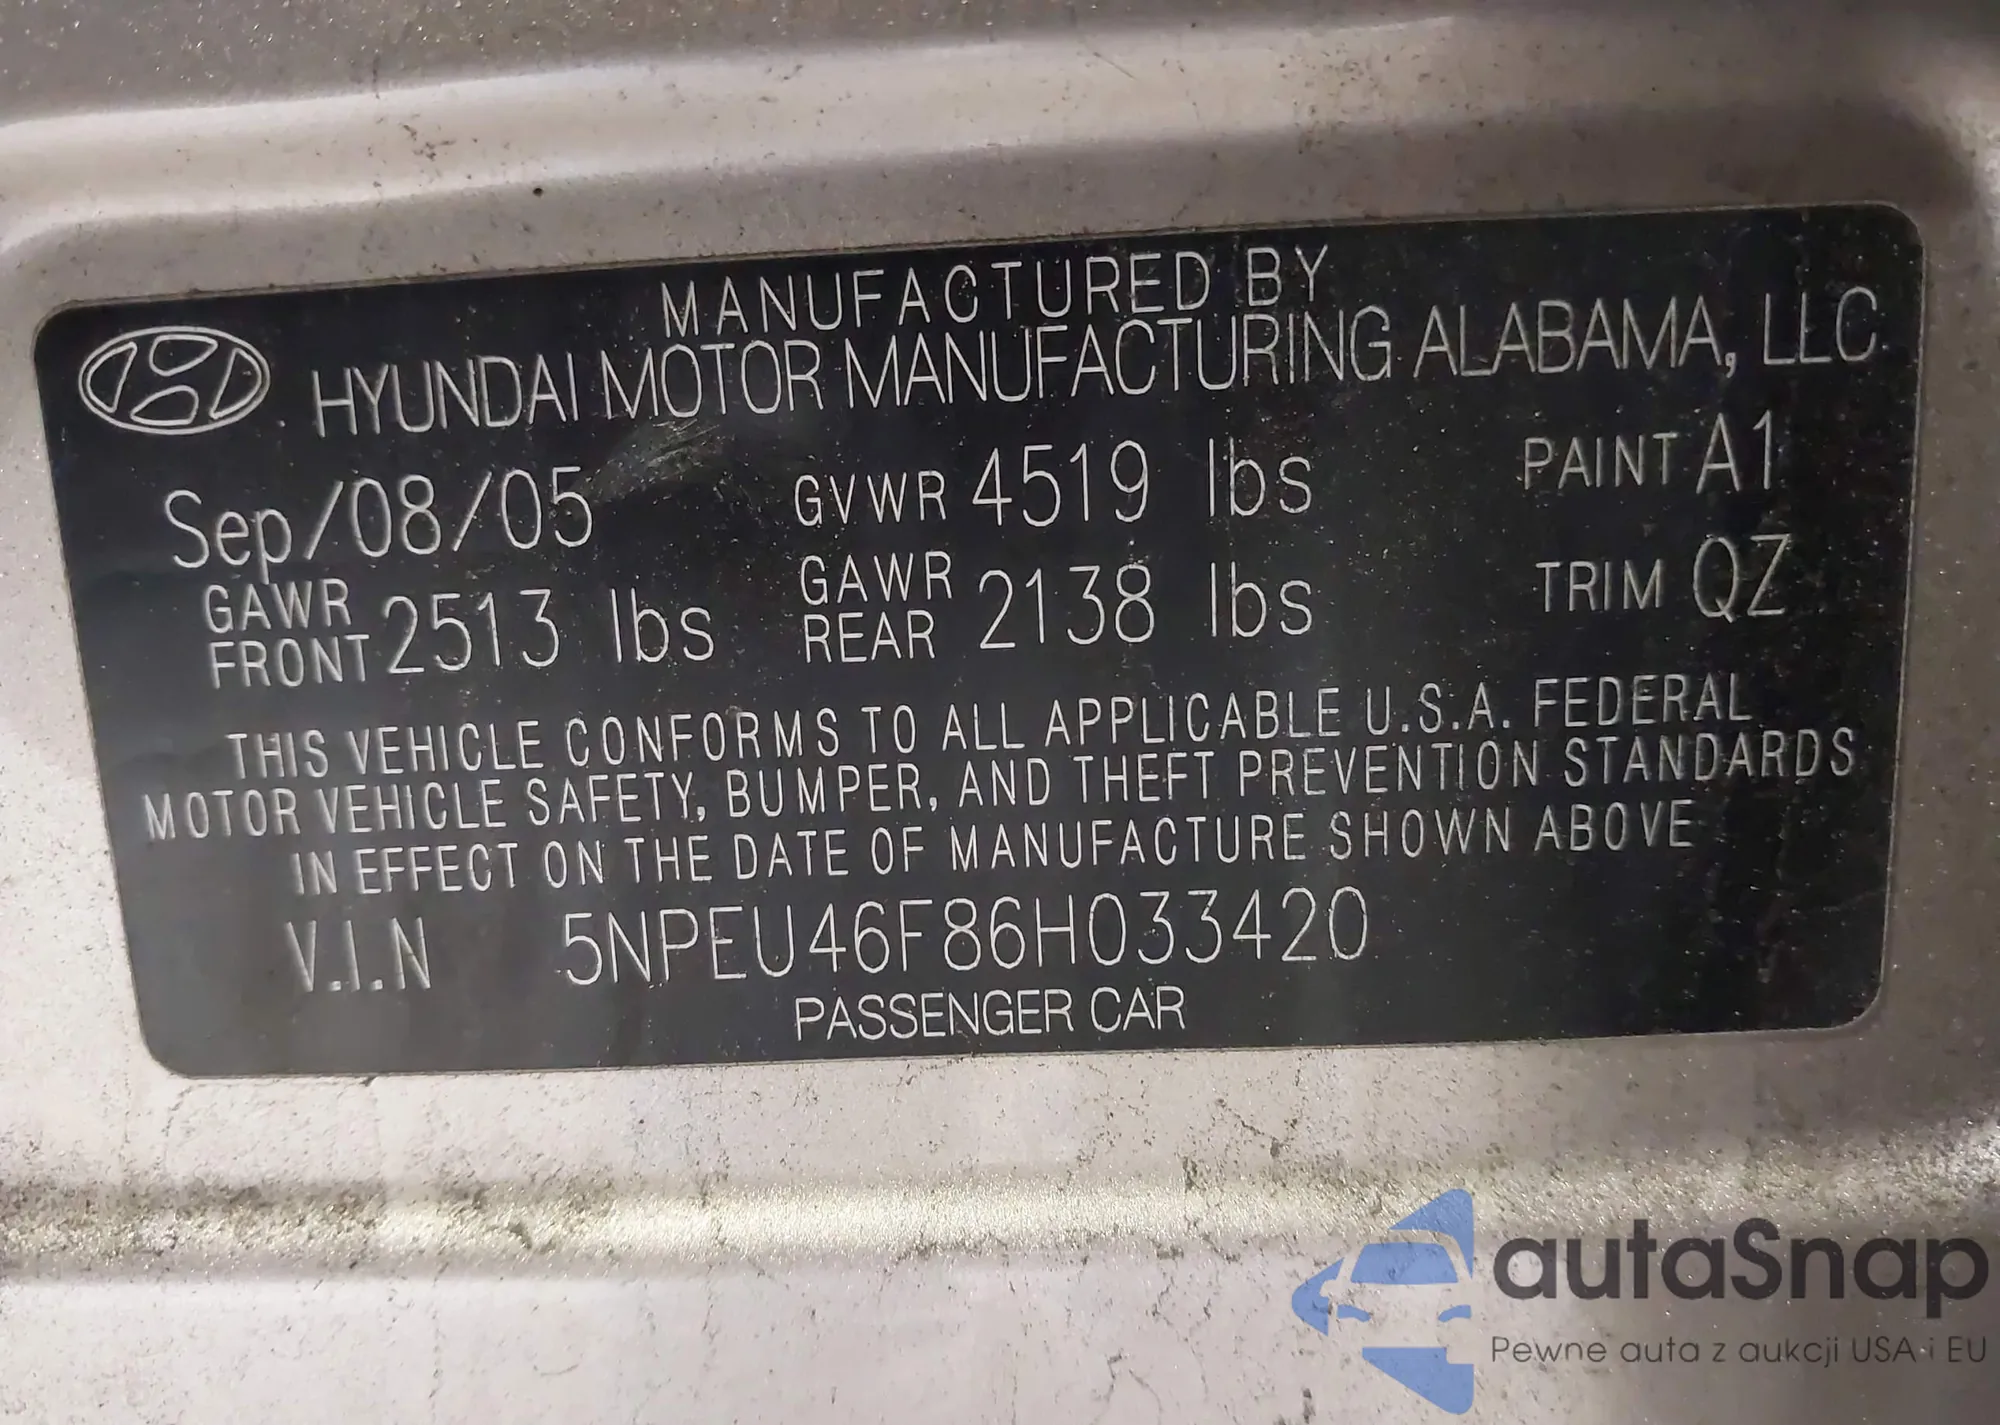 MANUFACTURED BY
HYUNDAI MOTOR MANUFACTURING ALABAMA, LLC
Sep/08/05 GVWR 4519 lbs PAINT A1
GAWR FRONT 2513 lbs GAWR REAR 2138 lbs TRIM QZ
THIS VEHICLE CONFORMS TO ALL APPLICABLE U.S.A. FEDERAL
MOTOR VEHICLE SAFETY, BUMPER, AND THEFT PREVENTION STANDARDS
IN EFFECT ON THE DATE OF MANUFACTURE SHOWN ABOVE
V.I.N 5NPEU46F86H033420
PASSENGER CAR
autaSnap
Pewne auta z aukcji USA i EU